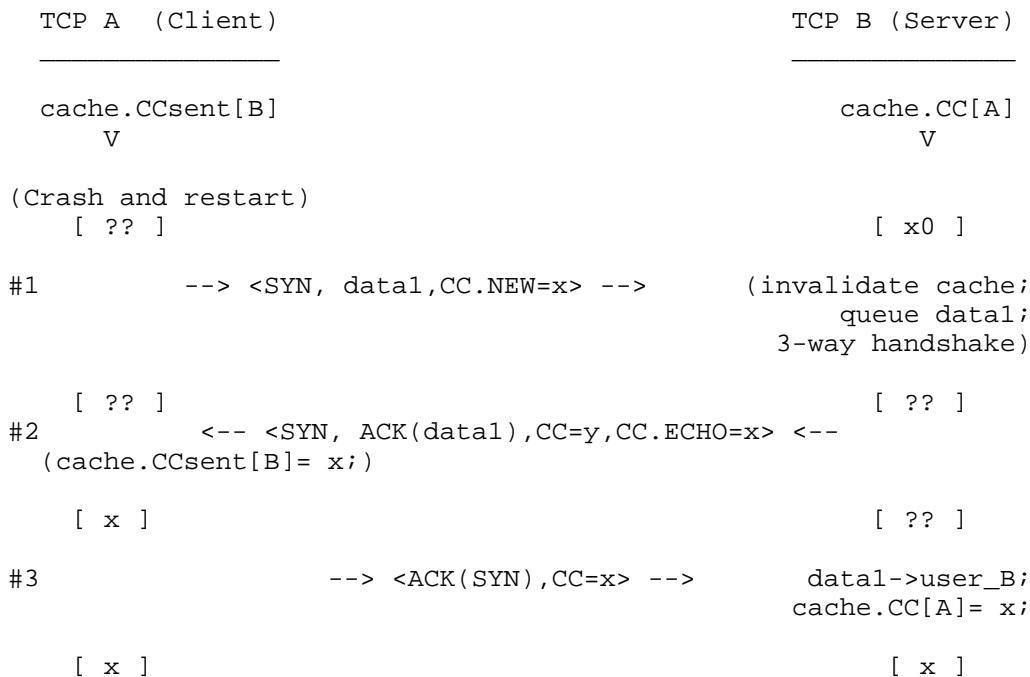 TCP A  (Client)                                TCP B (Server)
_______________                                ______________
cache.CCsent[B]                                   cache.CC[A]
V                                                  V
(Crash and restart)
[ ?? ]                                            [ x0 ]
#1           --> <SYN, data1,CC.NEW=x> -->      (invalidate cache;
queue data1;
3-way handshake)
[ ?? ]                                            [ ?? ]
#2            <-- <SYN, ACK(data1),CC=y,CC.ECHO=x> <--
(cache.CCsent[B]= x;)
[ x ]                                             [ ?? ]
#3                    --> <ACK(SYN),CC=x> -->       data1->user_B;
cache.CC[A]= x;
[ x ]                                              [ x ]